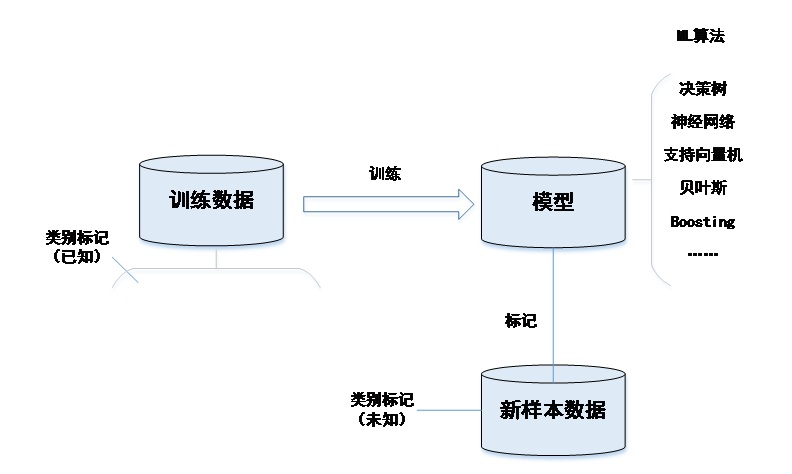 ML算法
决策树
神经网络
支持向量机
贝叶斯
Boosting
……
训练
训练数据
模型
类别标记
（已知）
标记
类别标记
（未知）
新样本数据